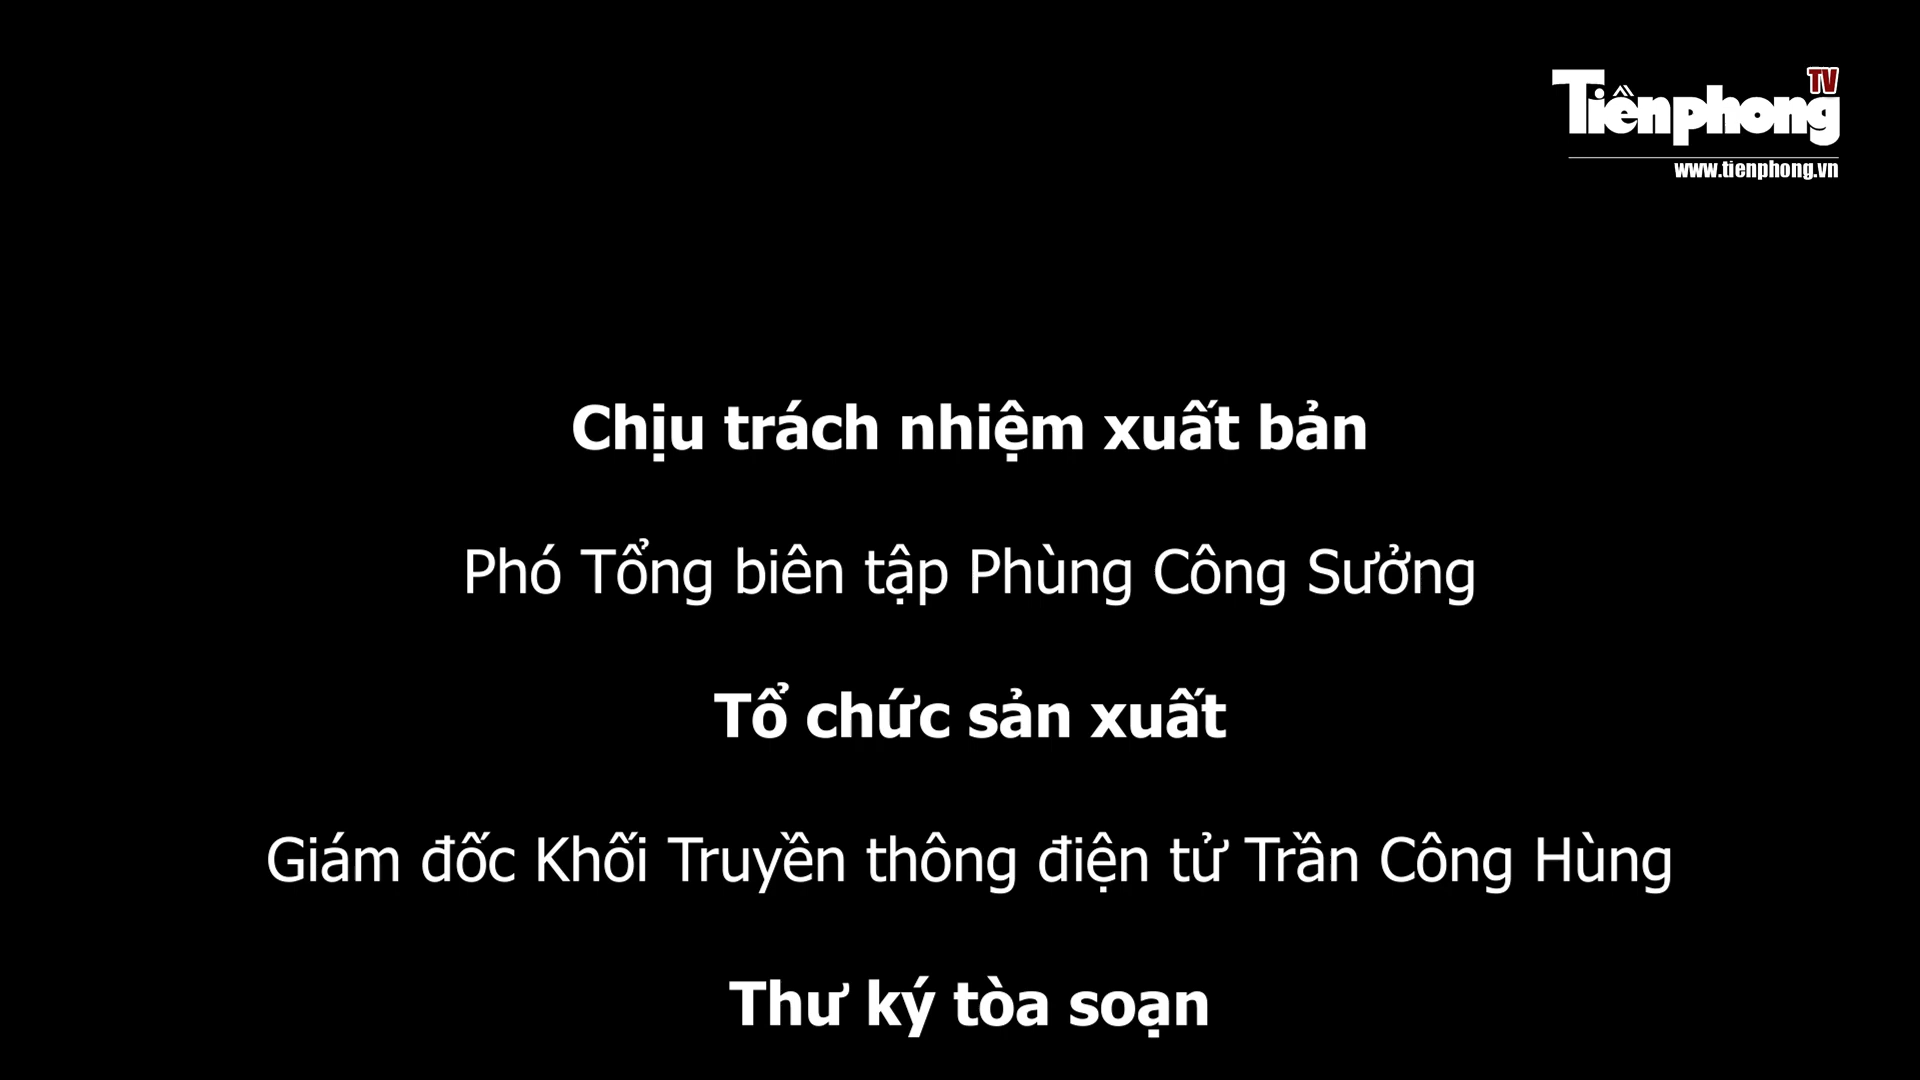 Tiềnphong TV
www.tienphong.vn
Chịu trách nhiệm xuất bản
Phó Tổng biên tập Phùng Công Sưởng
Tổ chức sản xuất
Giám đốc Khối Truyền thông điện tử Trần Công Hùng
Thư ký tòa soạn